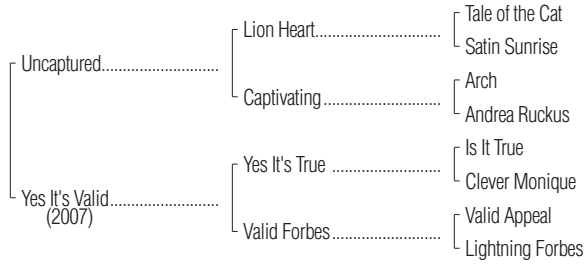 Tale of the Cat
Lion Heart
Satin Sunrise
Uncaptured
Arch
Captivating
Andrea Ruckus
Is It True
Yes It's True
Clever Monique
Yes It's Valid
(2007)
Valid Appeal
Valid Forbes
Lightning Forbes